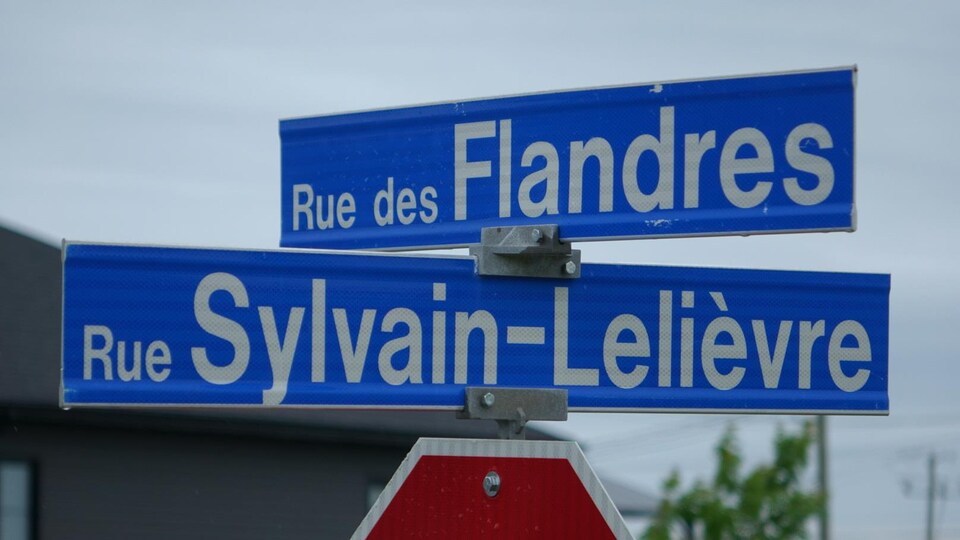 Rue des Flandres
Rue Sylvain-Lelièvre